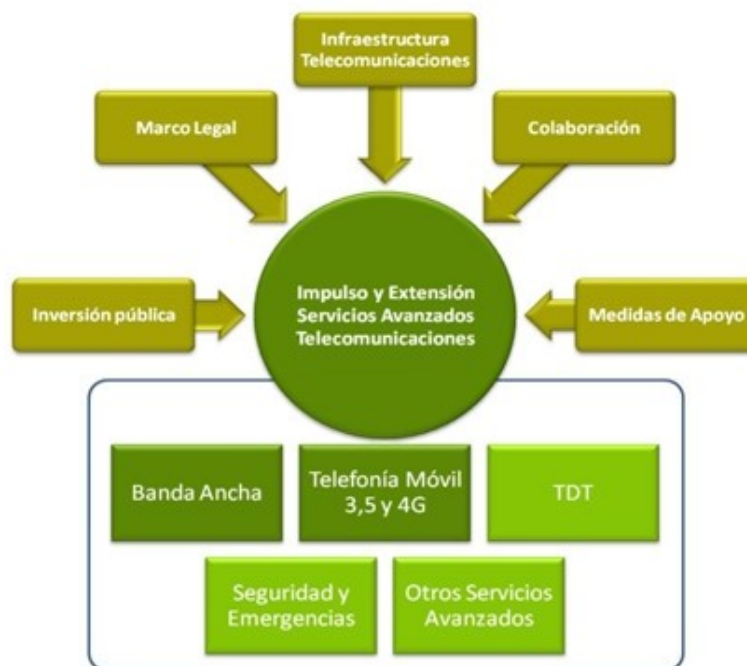 Infraestructura
Telecomunicaciones
Marco Legal
Colaboración
Inversión pública
Impulso y Extensión
Servicios Avanzados
Telecomunicaciones
Medidas de Apoyo
Banda Ancha
Telefonía Móvil
3,5 y 4G
TDT
Seguridad y
Emergencias
Otros Servicios
Avanzados